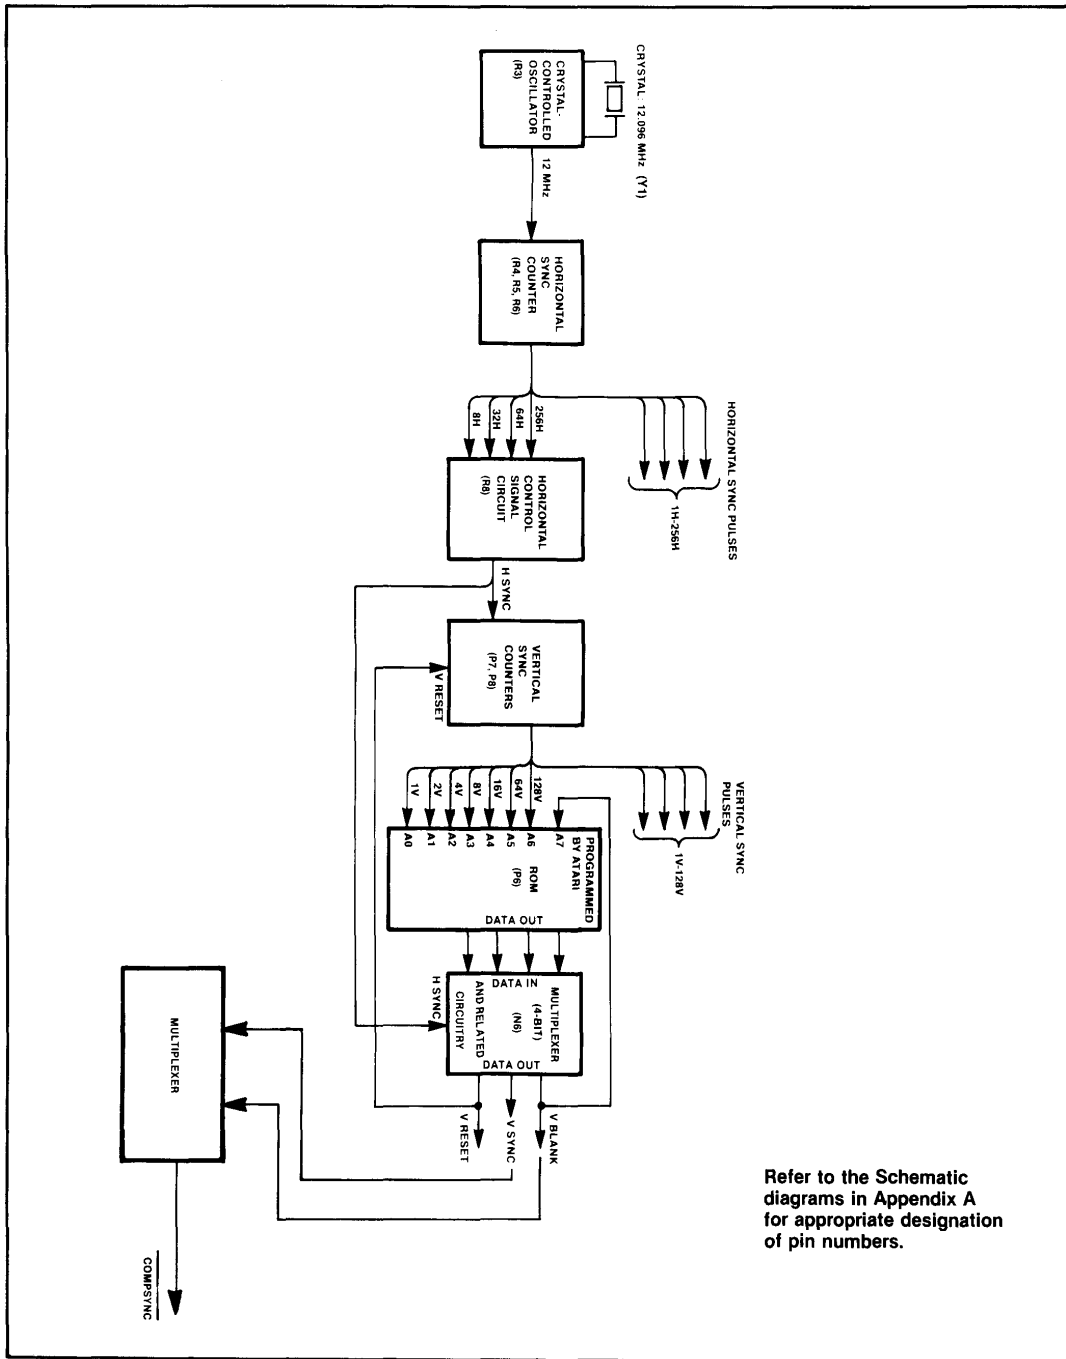 CRYSTAL: 12.096 MHz (Y1)
CRYSTAL-
CONTROLLED
OSCILLATOR
(R3)
12 MHz
HORIZONTAL
SYNC
COUNTER
(R4, R5, R6)
HORIZONTAL SYNC PULSES
1H-256H
256H
64H
32H
8H
HORIZONTAL
CONTROL
SIGNAL
CIRCUIT
(R8)
H SYNC
VERTICAL
SYNC
COUNTERS
(P7, P8)
V RESET
VERTICAL SYNC
PULSES
1V-128V
128V
64V
16V
8V
4V
2V
1V
PROGRAMMED
BY ATARI
A7
A6
A5
A4
A3
A2
A1
A0
ROM
(P6)
DATA OUT
DATA IN
MULTIPLEXER
(4-BIT)
(N6)
AND RELATED
CIRCUITRY
DATA OUT
H SYNC
V BLANK
V SYNC
V RESET
MULTIPLEXER
COMPSYNC
Refer to the Schematic
diagrams in Appendix A
for appropriate designation
of pin numbers.